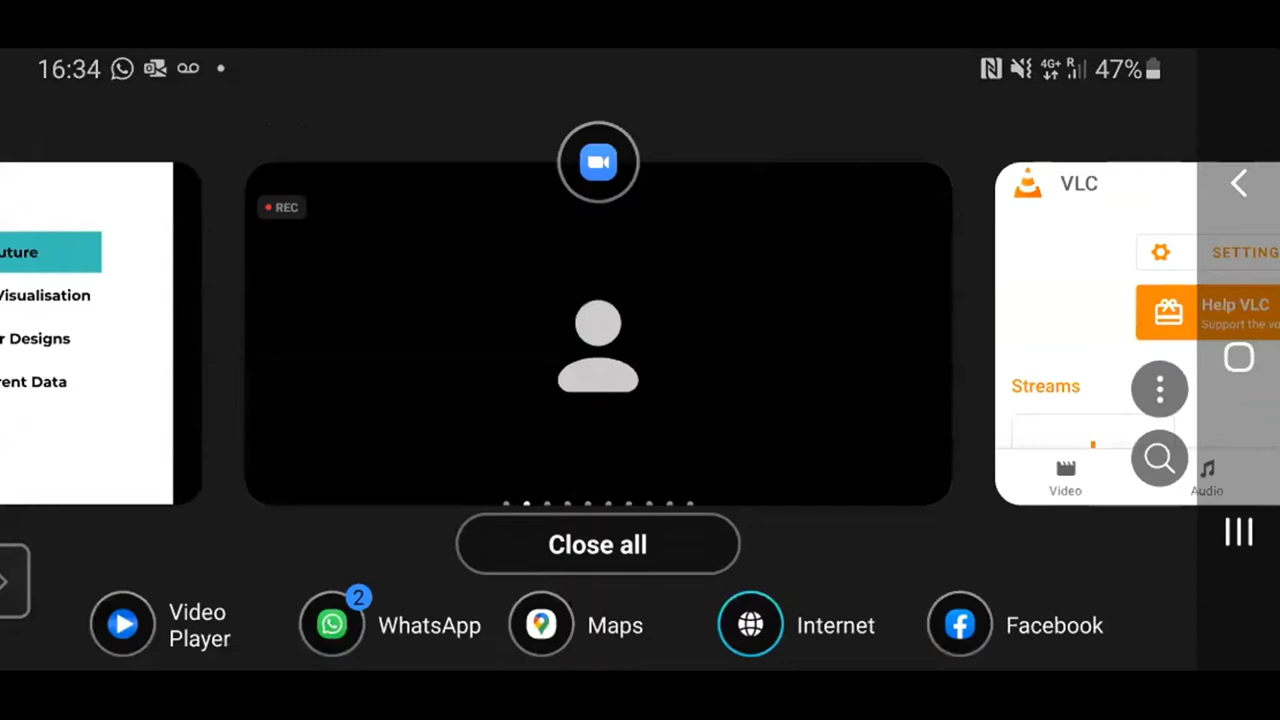 16:34
4G+ R 47%
REC
VLC
uture
SETTING
Visualisation
Help VLC
Support the vo
r Designs
rent Data
Streams
Video
Audio
Close all
2
Video
Player
WhatsApp
Maps
Internet
Facebook